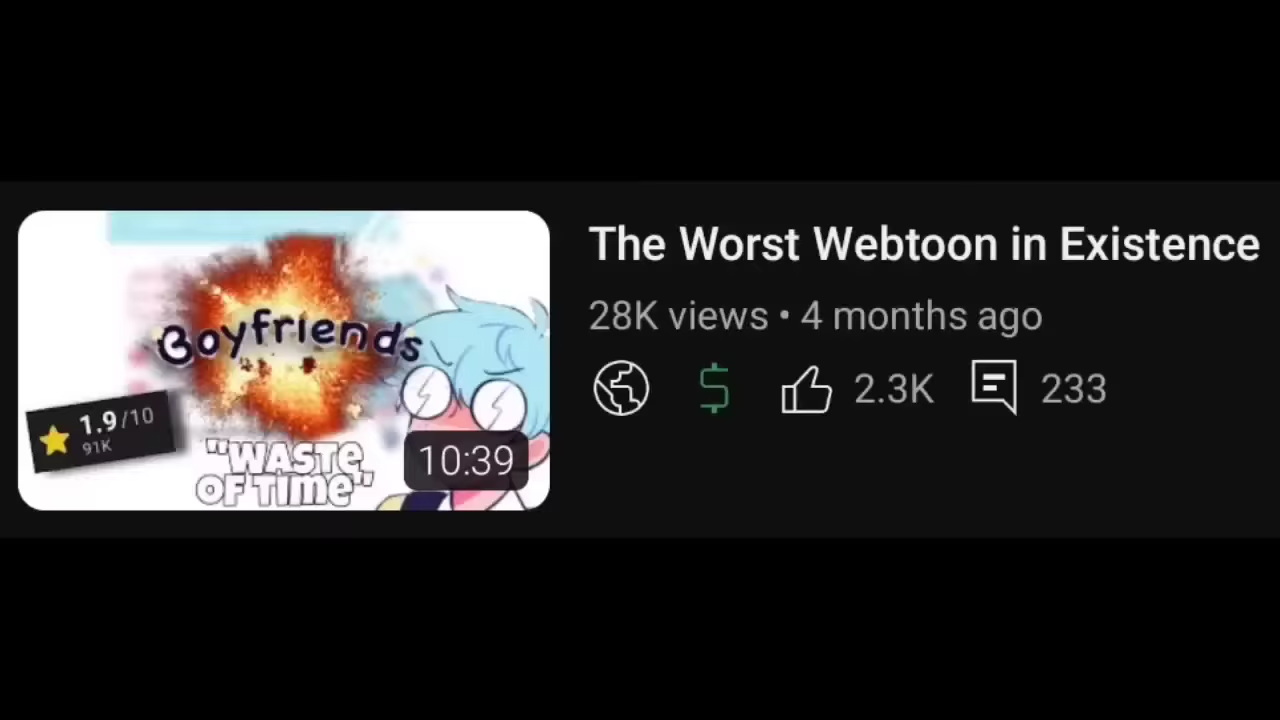 Boyfriends
1.9/10
91K
"WASTE
OF TIME"
10:39
The Worst Webtoon in Existence
28K views • 4 months ago
2.3K
233